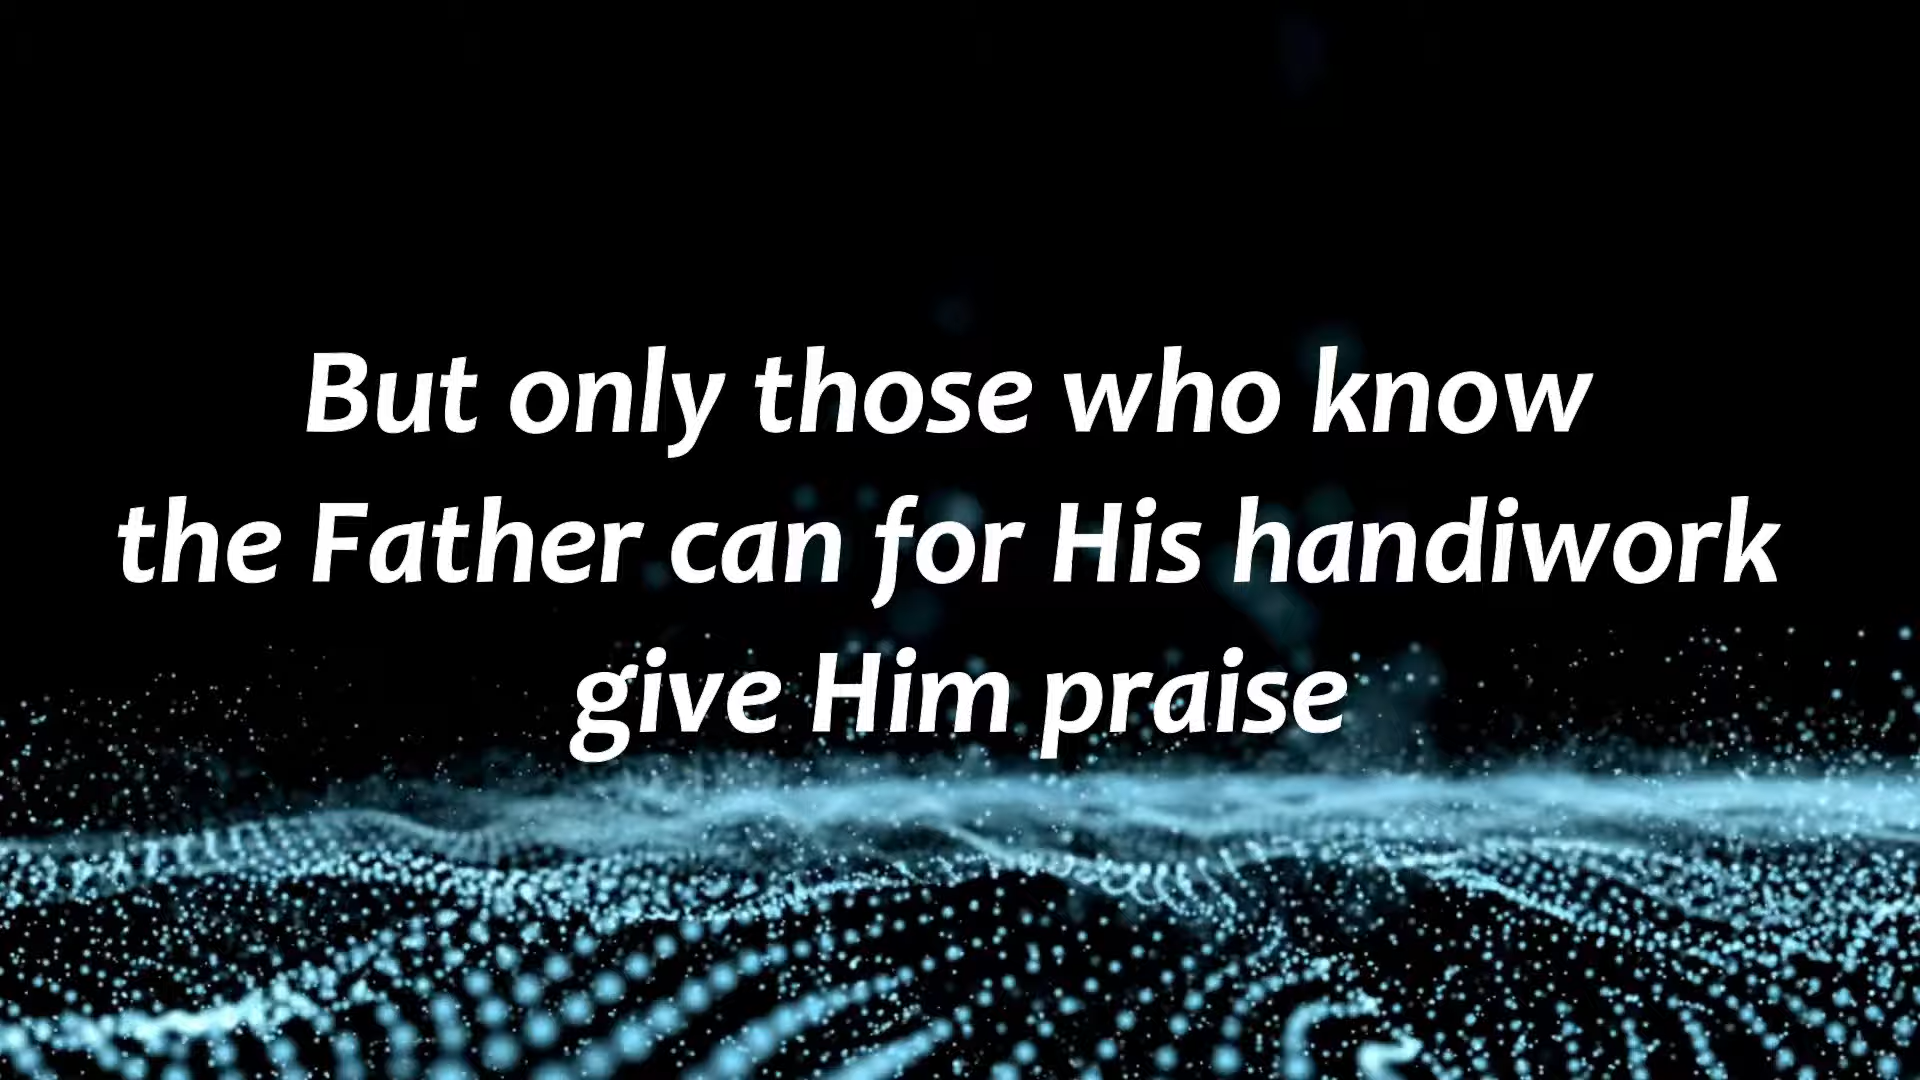 But only those who know
the Father can for His handiwork
give Him praise